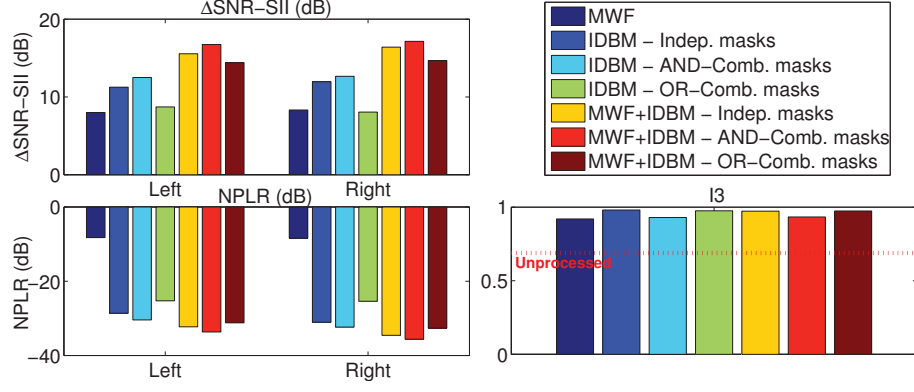 ΔSNR-SII (dB)
ΔSNR-SII (dB)
20
10
0
Left
Right
MWF
IDBM – Indep. masks
IDBM – AND-Comb. masks
IDBM – OR-Comb. masks
MWF+IDBM – Indep. masks
MWF+IDBM – AND-Comb. masks
MWF+IDBM – OR-Comb. masks
NPLR (dB)
NPLR (dB)
0
−20
−40
Left
Right
I3
1
0.5
0
Unprocessed